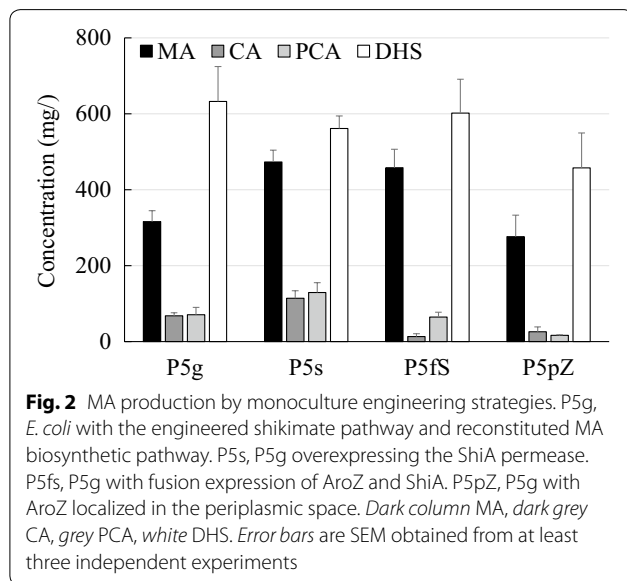 800
MA CA PCA DHS
600
400
200
0
Concentration (mg/)
P5g P5s P5fS P5pZ
Fig. 2 MA production by monoculture engineering strategies. P5g,
E. coli with the engineered shikimate pathway and reconstituted MA
biosynthetic pathway. P5s, P5g overexpressing the ShiA permease.
P5fs, P5g with fusion expression of AroZ and ShiA. P5pZ, P5g with
AroZ localized in the periplasmic space. Dark column MA, dark grey
CA, grey PCA, white DHS. Error bars are SEM obtained from at least
three independent experiments